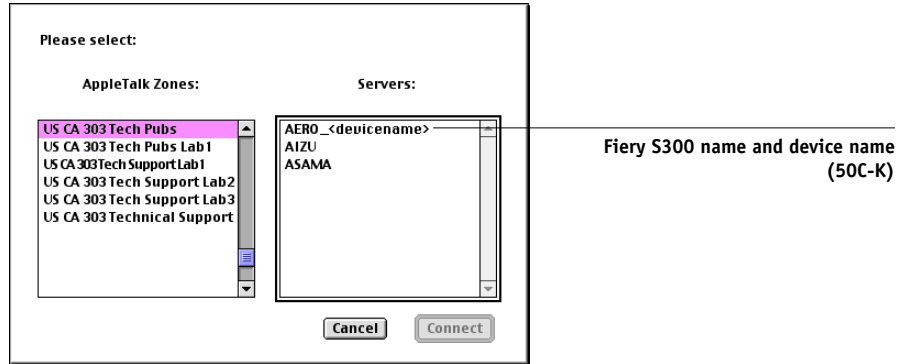 Please select:
AppleTalk Zones:
US CA 303 Tech Pubs
US CA 303 Tech Pubs Lab1
US CA 303 Tech Support Lab1
US CA 303 Tech Support Lab2
US CA 303 Tech Support Lab3
US CA 303 Technical Support
Servers:
AERO_<devicename>
AIZU
ASAMA
Fiery S300 name and device name
(50C-K)
Cancel
Connect